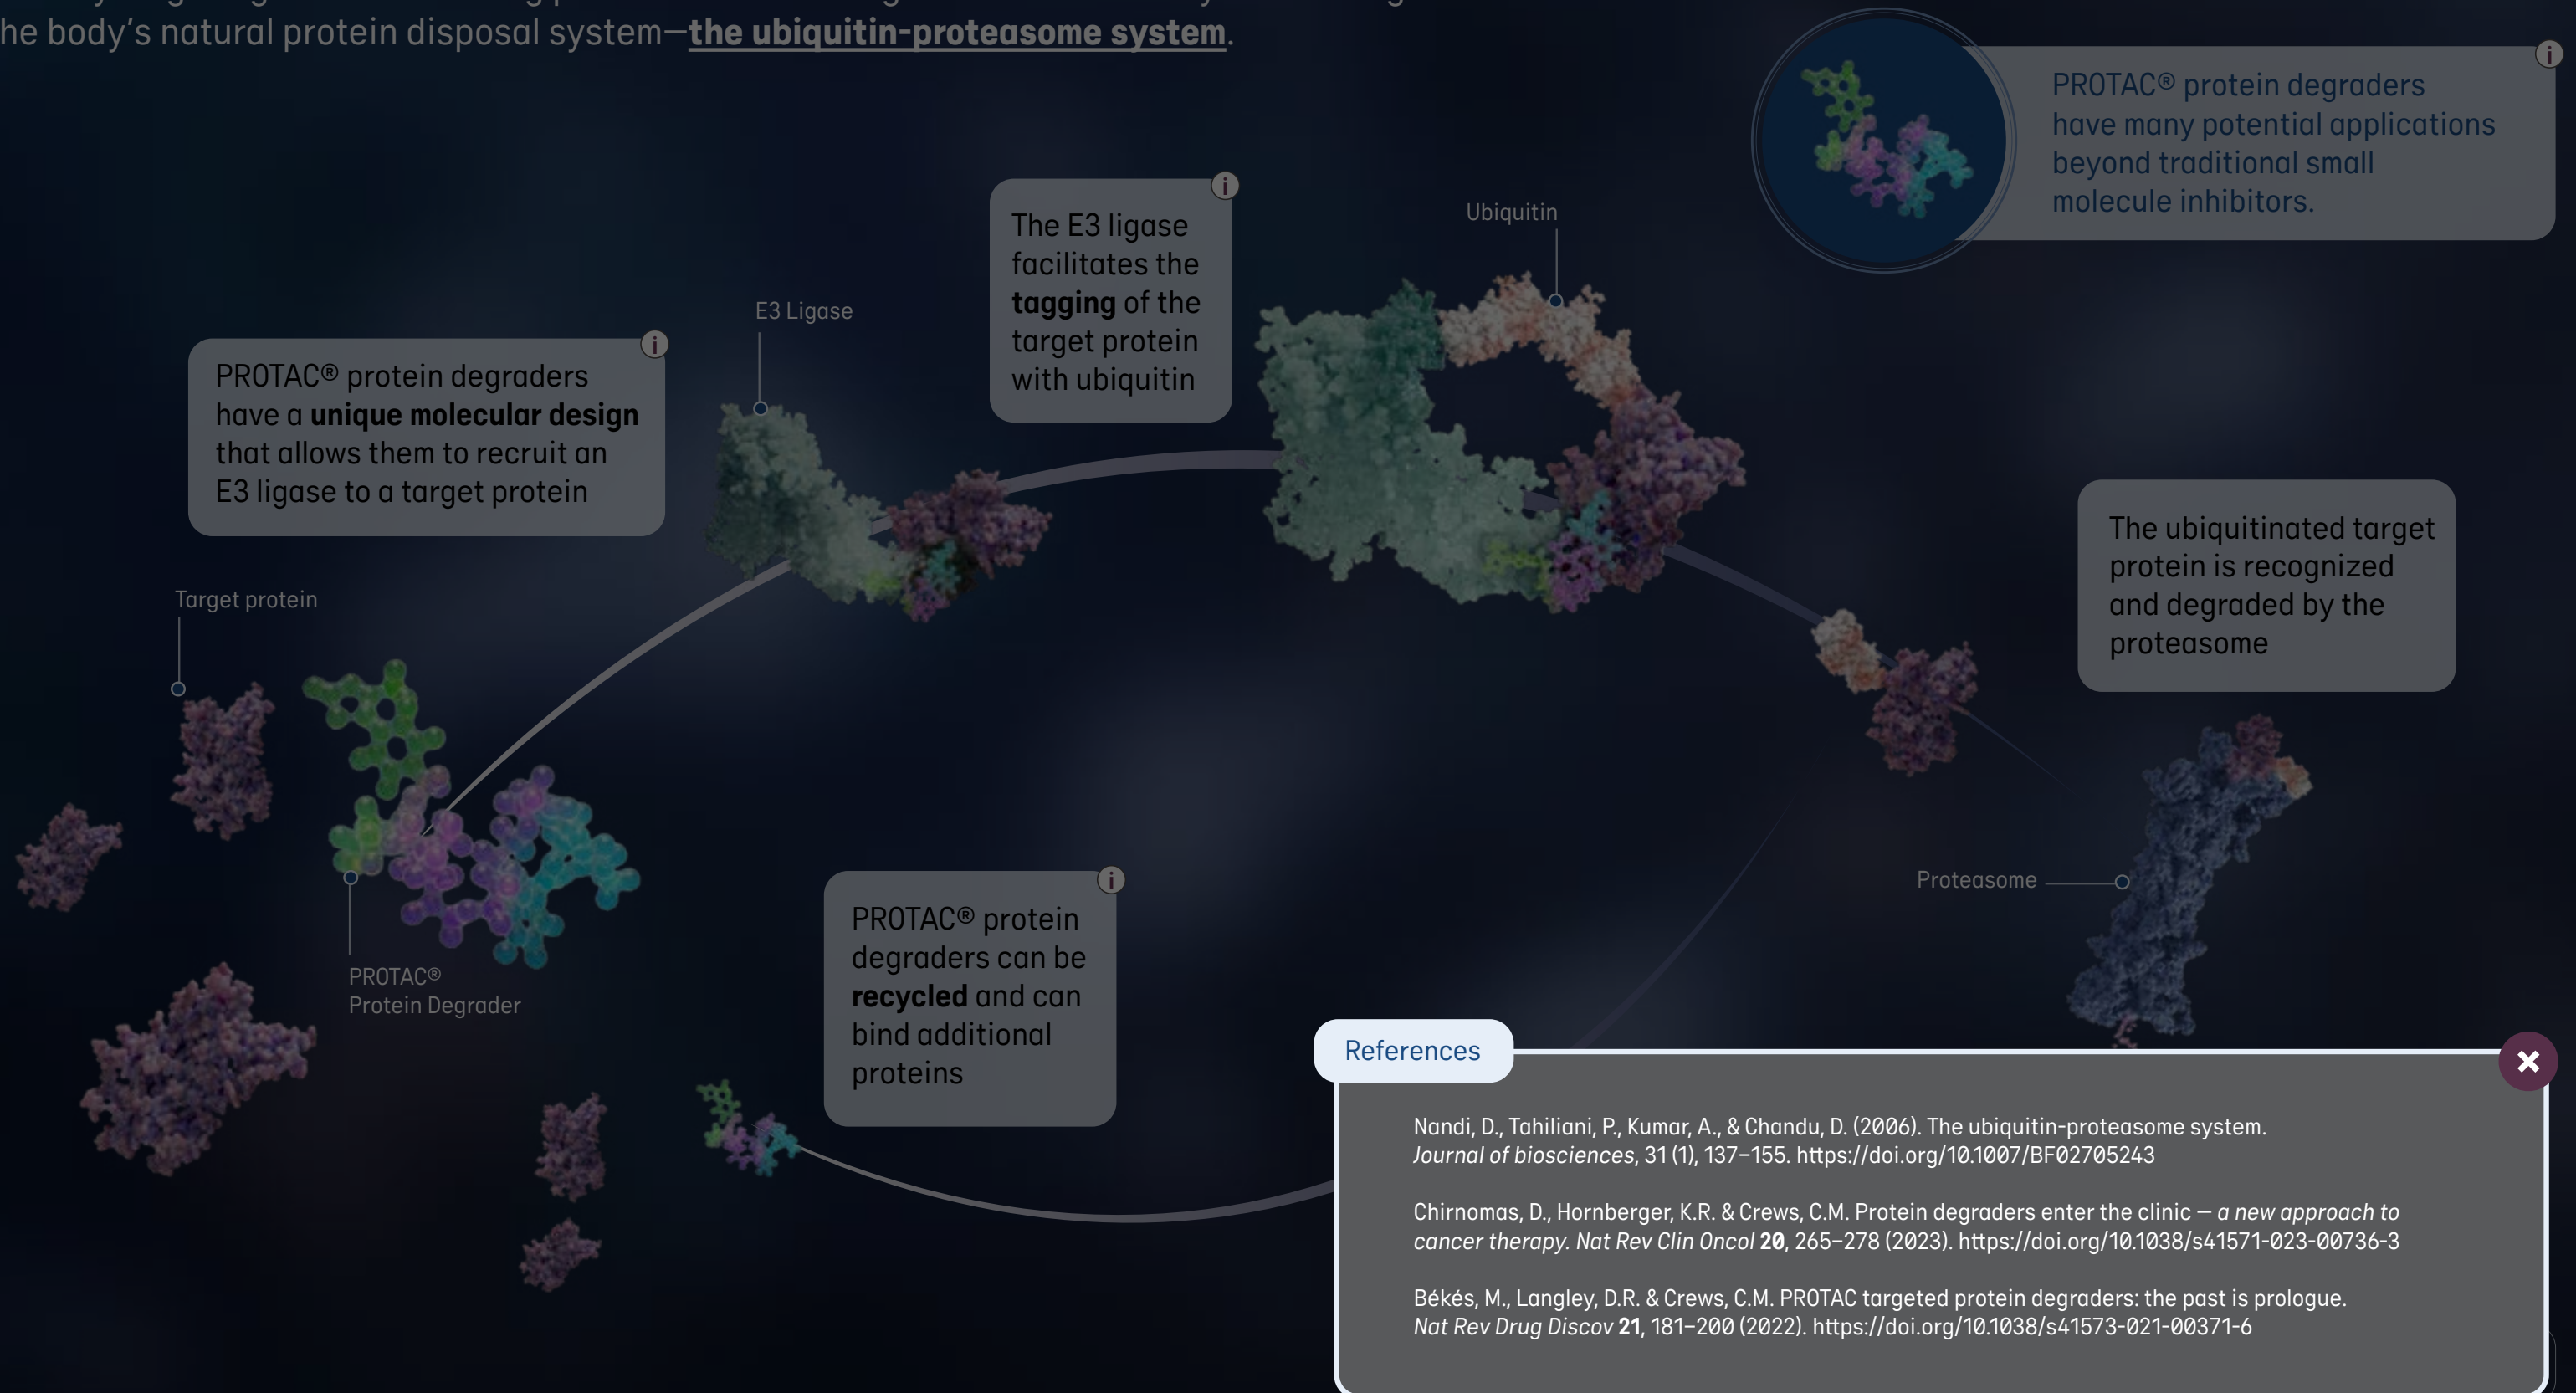 he body's natural protein disposal system—the ubiquitin-proteasome system.
PROTAC® protein degraders
have many potential applications
beyond traditional small
molecule inhibitors.
i
The E3 ligase
facilitates the
tagging of the
target protein
with ubiquitin
i
Ubiquitin
E3 Ligase
PROTAC® protein degraders
have a unique molecular design
that allows them to recruit an
E3 ligase to a target protein
i
The ubiquitinated target
protein is recognized
and degraded by the
proteasome
Target protein
PROTAC®
Protein Degrader
PROTAC® protein
degraders can be
recycled and can
bind additional
proteins
i
Proteasome
References
Nandi, D., Tahiliani, P., Kumar, A., & Chandu, D. (2006). The ubiquitin-proteasome system.
Journal of biosciences, 31 (1), 137–155. https://doi.org/10.1007/BF02705243
Chirnomas, D., Hornberger, K.R. & Crews, C.M. Protein degraders enter the clinic — a new approach to
cancer therapy. Nat Rev Clin Oncol 20, 265–278 (2023). https://doi.org/10.1038/s41571-023-00736-3
Békés, M., Langley, D.R. & Crews, C.M. PROTAC targeted protein degraders: the past is prologue.
Nat Rev Drug Discov 21, 181–200 (2022). https://doi.org/10.1038/s41573-021-00371-6